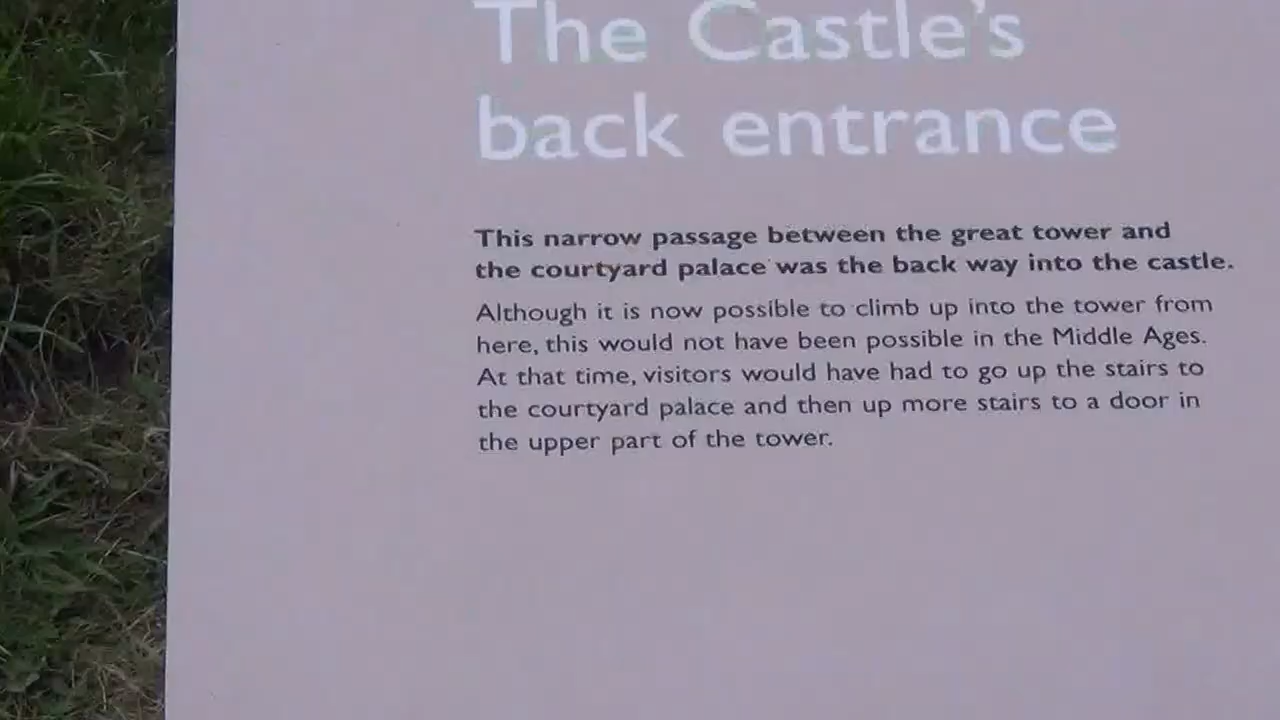 The Castle's
back entrance
This narrow passage between the great tower and
the courtyard palace was the back way into the castle.
Although it is now possible to climb up into the tower from
here, this would not have been possible in the Middle Ages.
At that time, visitors would have had to go up the stairs to
the courtyard palace and then up more stairs to a door in
the upper part of the tower.